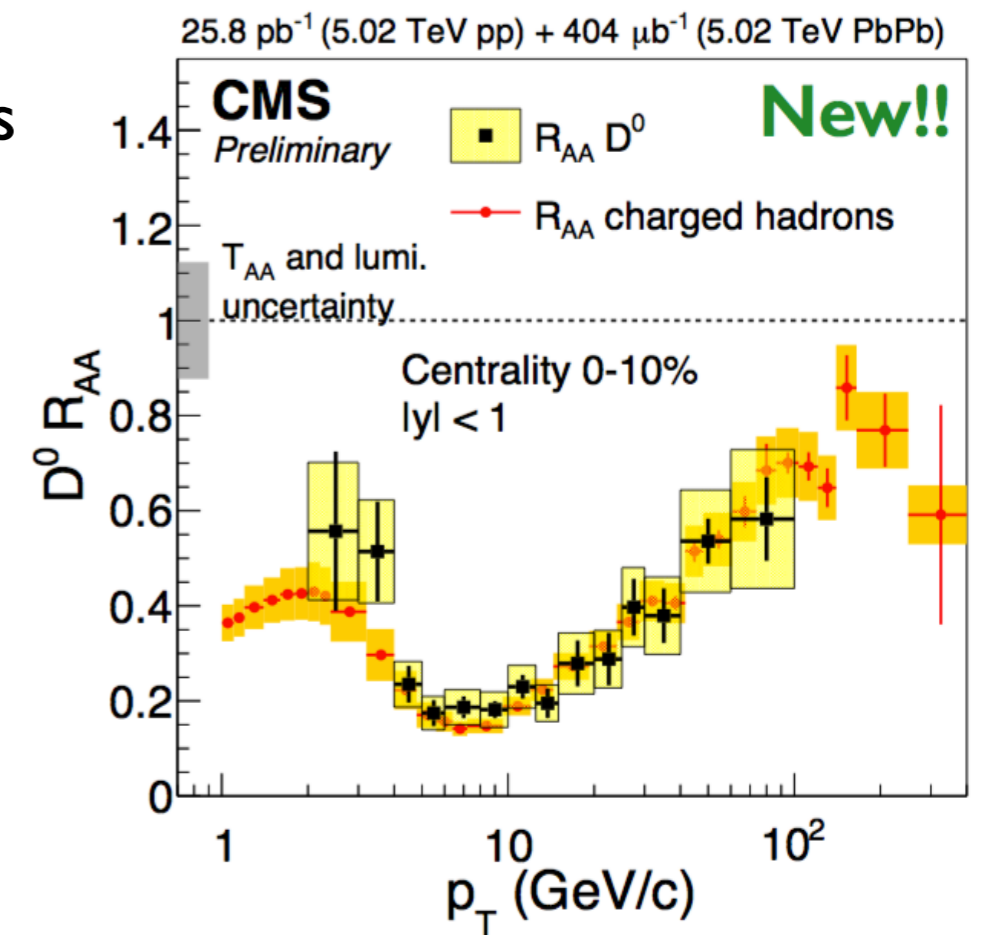 25.8 pb⁻¹ (5.02 TeV pp) + 404 μb⁻¹ (5.02 TeV PbPb)
s
CMS
Preliminary
New!!
R_AA D⁰
R_AA charged hadrons
T_AA and lumi.
uncertainty
Centrality 0-10%
|y| < 1
D⁰ R_AA
1.4
1.2
1
0.8
0.6
0.4
0.2
0
1
10
10²
p_T (GeV/c)